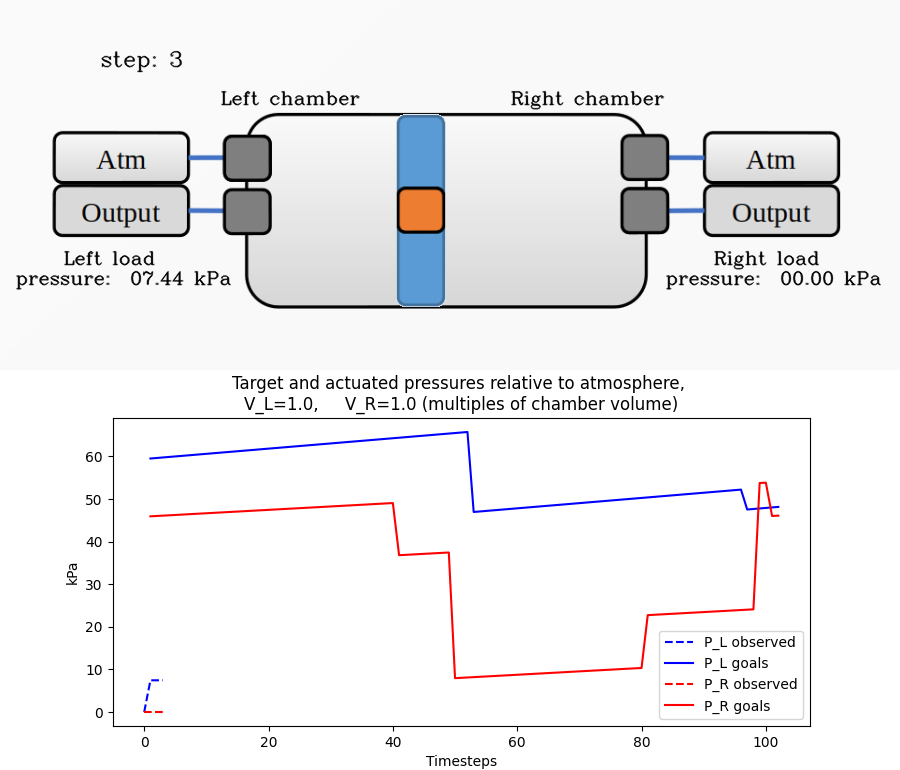 step: 3
Left chamber
Right chamber
Atm
Atm
Output
Output
Left load
pressure: 07.44 kPa
Right load
pressure: 00.00 kPa
Target and actuated pressures relative to atmosphere,
V_L=1.0, V_R=1.0 (multiples of chamber volume)
60
50
40
30
20
10
0
kPa
P_L observed
P_L goals
P_R observed
P_R goals
0 20 40 60 80 100
Timesteps